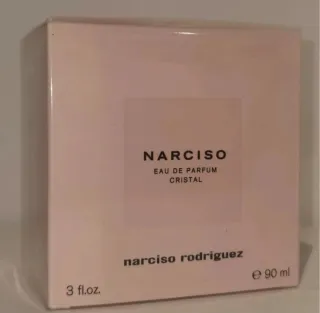 NARCISO
EAU DE PARFUM
CRISTAL
narciso rodriguez
3 fl.oz.
℮ 90 ml